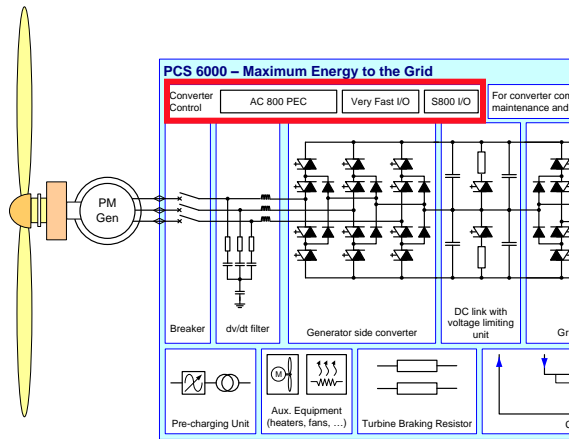 PCS 6000 – Maximum Energy to the Grid
Converter
Control
AC 800 PEC
Very Fast I/O
S800 I/O
For converter con
maintenance and
PM
Gen
Breaker
dv/dt filter
Generator side converter
DC link with
voltage limiting
unit
Gr
M
Pre-charging Unit
Aux. Equipment
(heaters, fans, …)
Turbine Braking Resistor